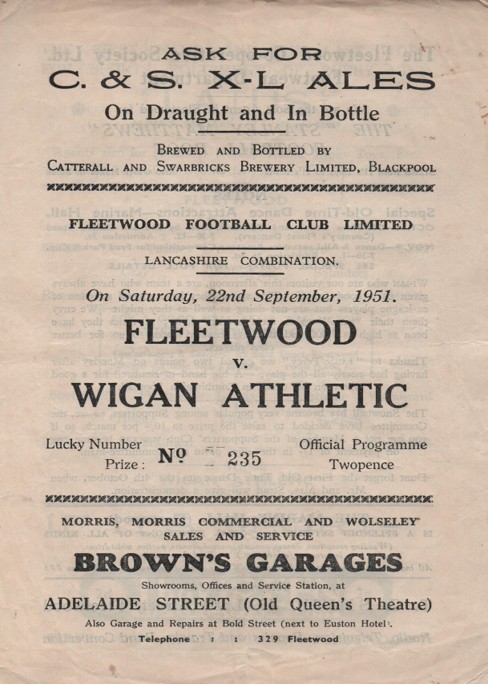 ASK FOR
C. & S. X-L ALES
On Draught and In Bottle
BREWED AND BOTTLED BY
CATTERALL AND SWARBRICKS BREWERY LIMITED, BLACKPOOL
FLEETWOOD FOOTBALL CLUB LIMITED
LANCASHIRE COMBINATION.
On Saturday, 22nd September, 1951.
FLEETWOOD
v.
WIGAN ATHLETIC
Lucky Number
Prize :
No 235
Official Programme
Twopence
MORRIS, MORRIS COMMERCIAL AND WOLSELEY
SALES AND SERVICE
BROWN'S GARAGES
Showrooms, Offices and Service Station, at
ADELAIDE STREET (Old Queen's Theatre)
Also Garage and Repairs at Bold Street (next to Euston Hotel).
Telephone : : 329 Fleetwood